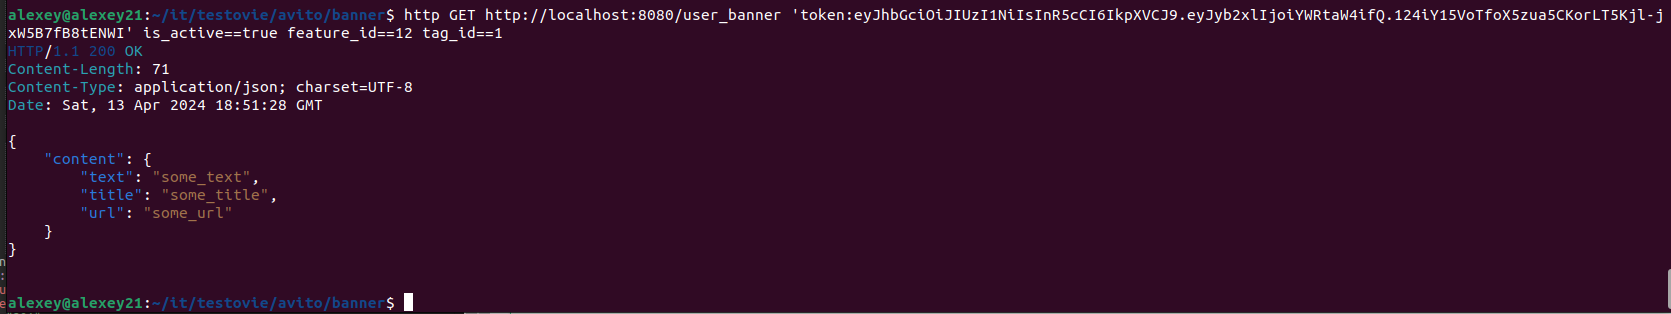 alexey@alexey21:~/it/testovie/avito/banner$ http GET http://localhost:8080/user_banner 'token:eyJhbGciOiJIUzI1NiIsInR5cCI6IkpXVCJ9.eyJyb2xlIjoiYWRtaW4ifQ.124iY15VoTfoX5zua5CKorLT5Kjl-j
xW5B7fB8tENWI' is_active==true feature_id==12 tag_id==1
HTTP/1.1 200 OK
Content-Length: 71
Content-Type: application/json; charset=UTF-8
Date: Sat, 13 Apr 2024 18:51:28 GMT
{
    "content": {
        "text": "some_text",
        "title": "some_title",
        "url": "some_url"
    }
}
alexey@alexey21:~/it/testovie/avito/banner$